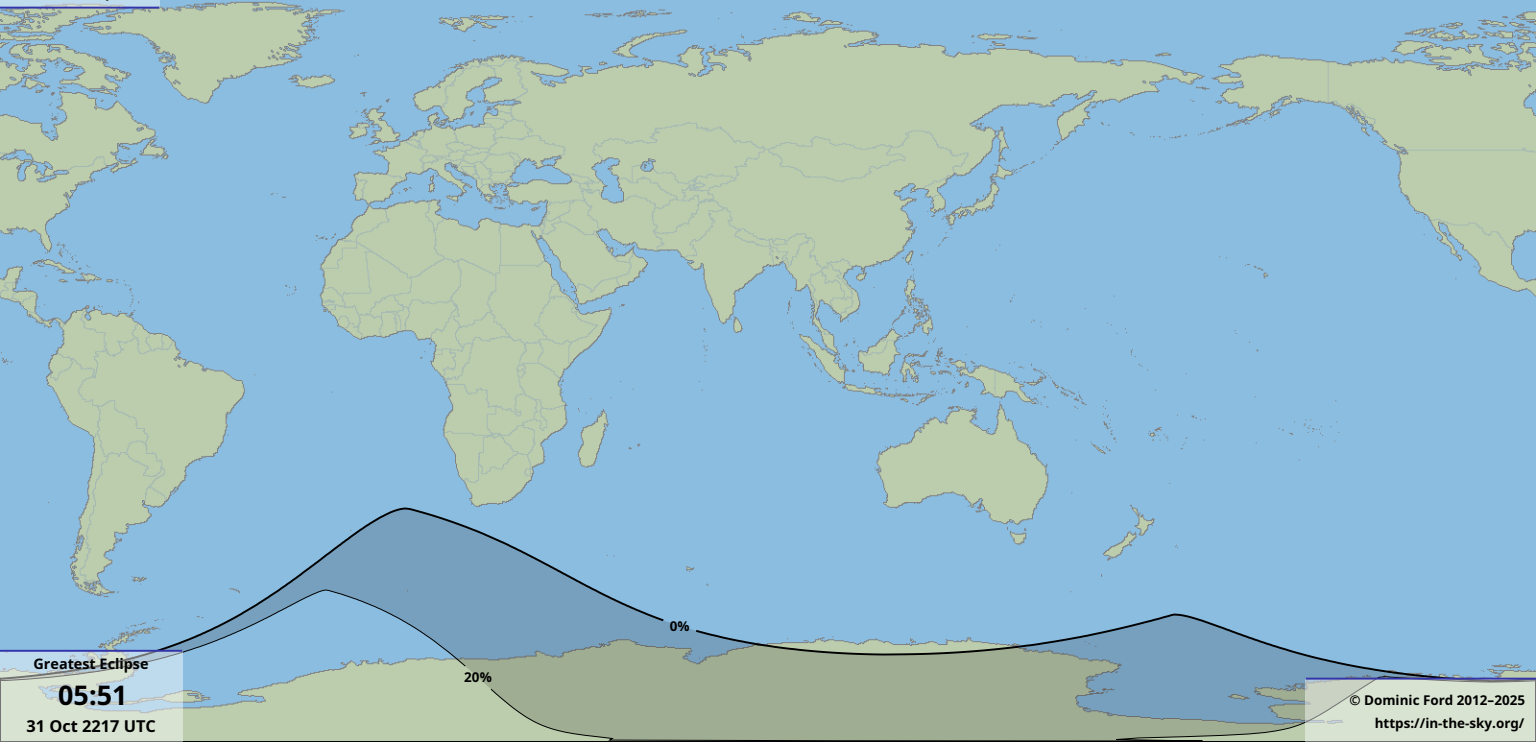 0%
20%
Greatest Eclipse
05:51
31 Oct 2217 UTC
© Dominic Ford 2012–2025
https://in-the-sky.org/